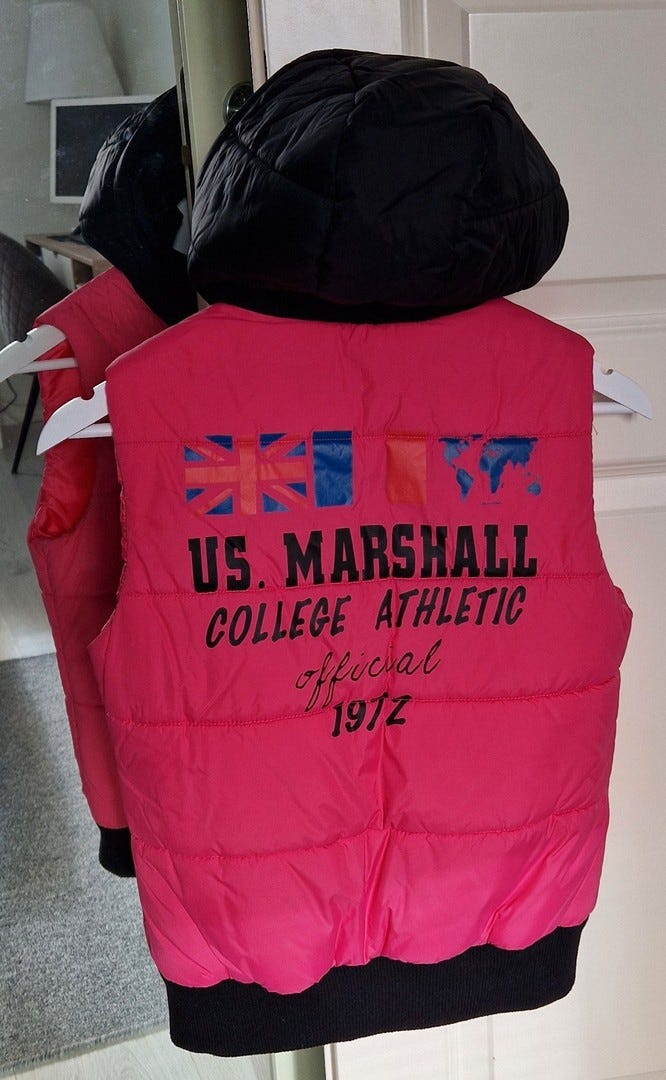 US. MARSHALL
COLLEGE ATHLETIC
official
1972